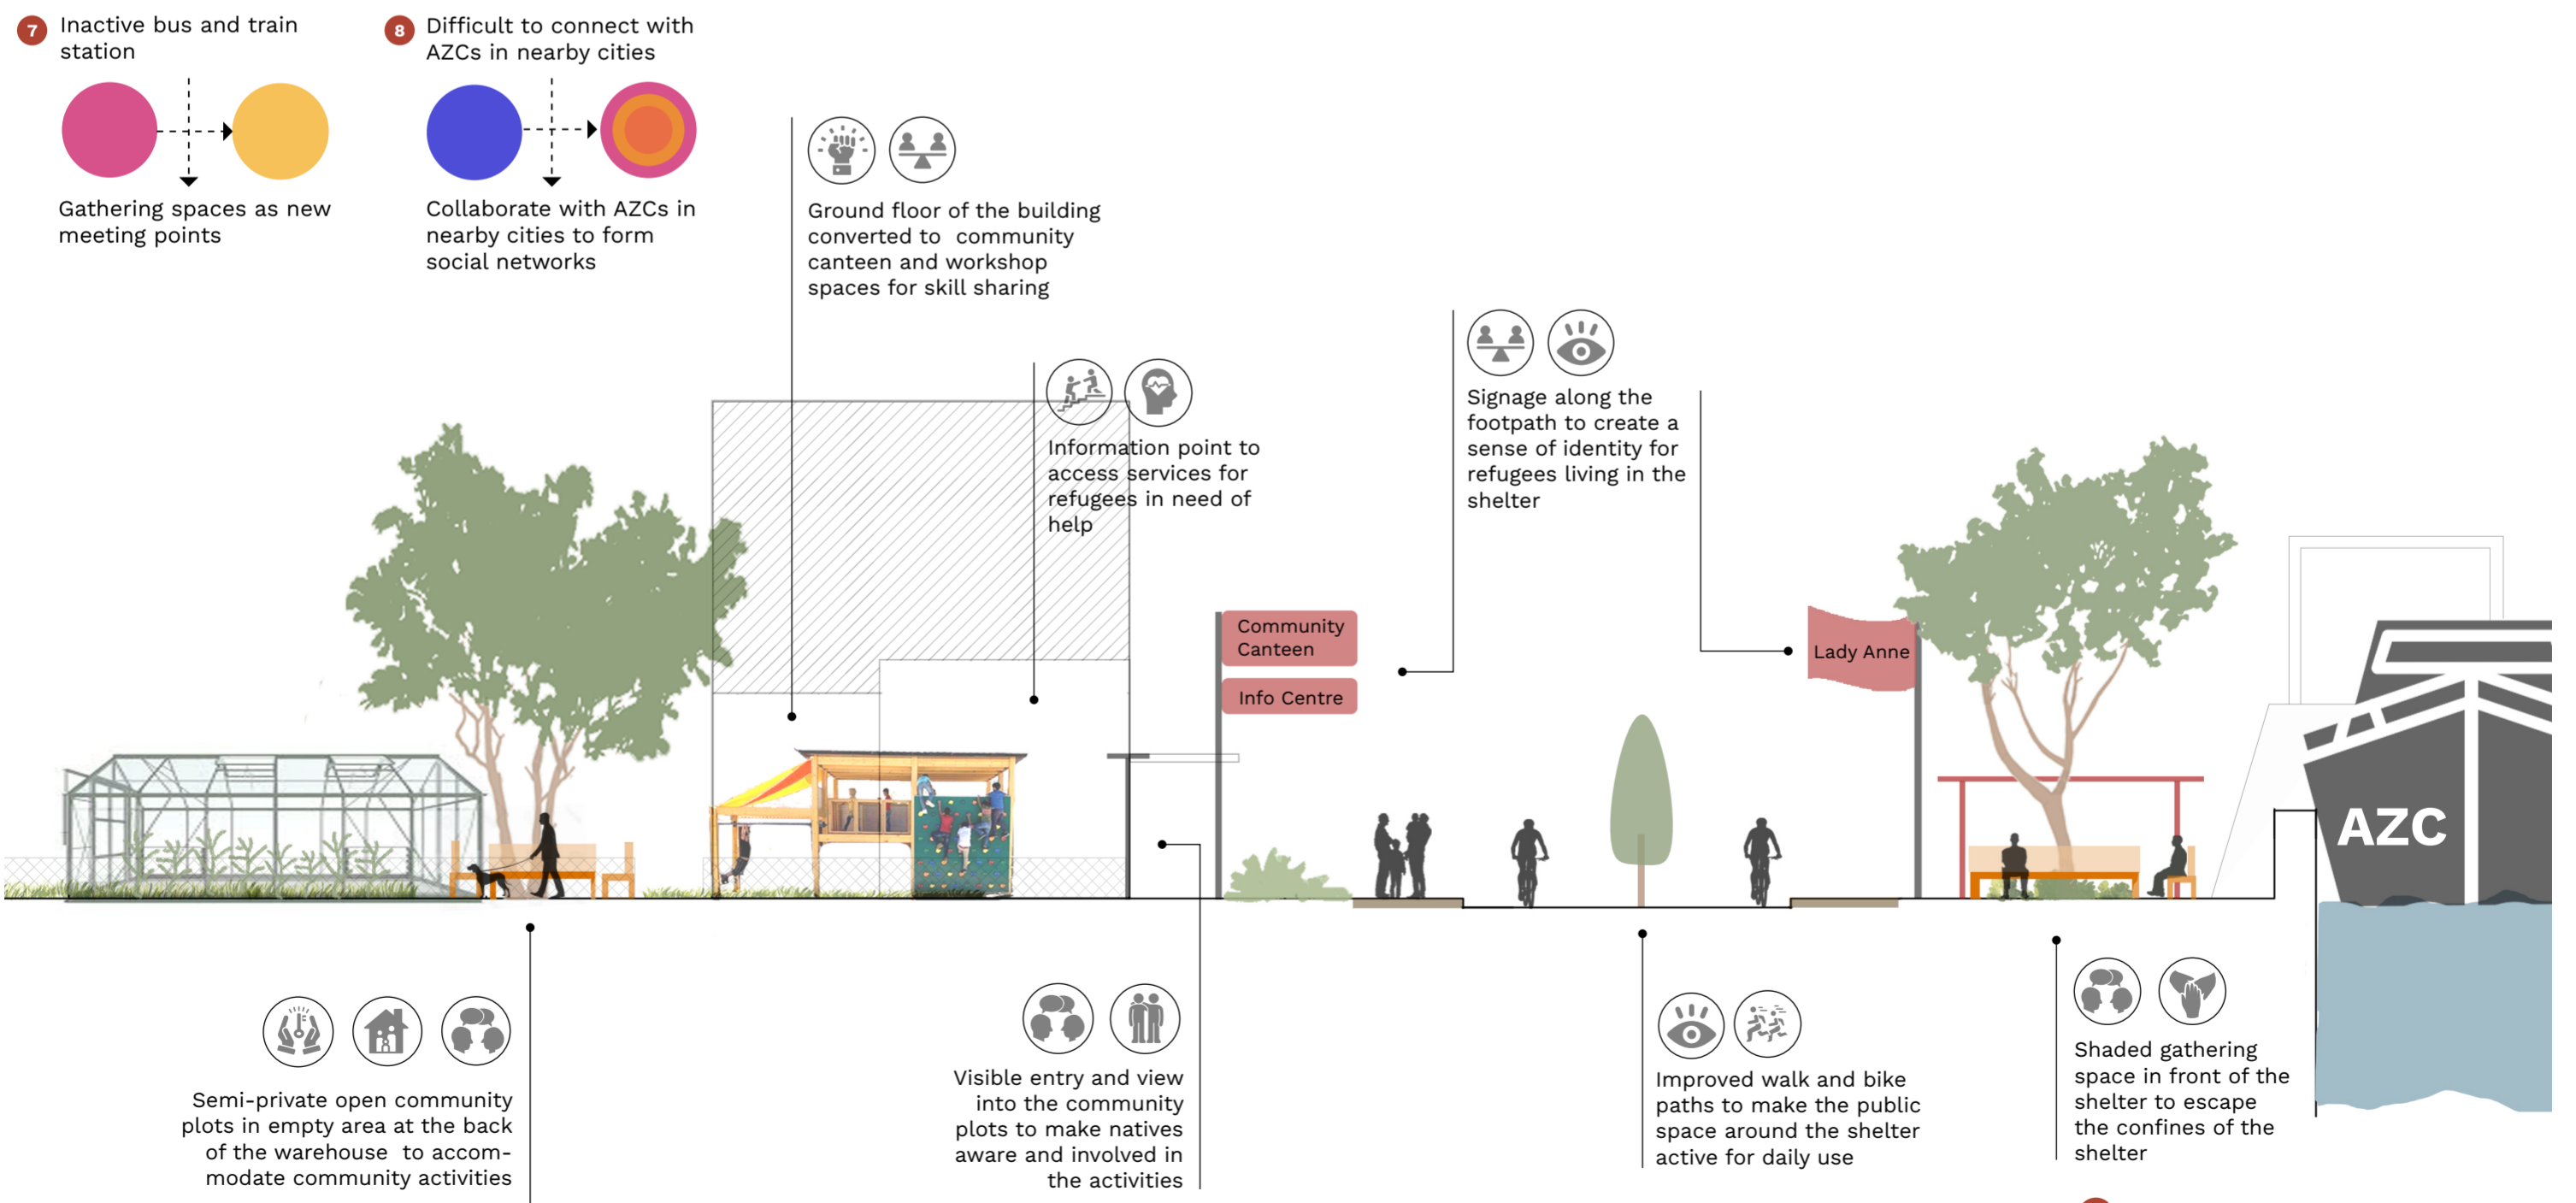 7
Inactive bus and train
station
Gathering spaces as new
meeting points
8
Difficult to connect with
AZCs in nearby cities
Collaborate with AZCs in
nearby cities to form
social networks
Ground floor of the building
converted to community
canteen and workshop
spaces for skill sharing
Information point to
access services for
refugees in need of
help
Signage along the
footpath to create a
sense of identity for
refugees living in the
shelter
Community
Canteen
Info Centre
Lady Anne
AZC
Semi-private open community
plots in empty area at the back
of the warehouse to accom-
modate community activities
Visible entry and view
into the community
plots to make natives
aware and involved in
the activities
Improved walk and bike
paths to make the public
space around the shelter
active for daily use
Shaded gathering
space in front of the
shelter to escape
the confines of the
shelter